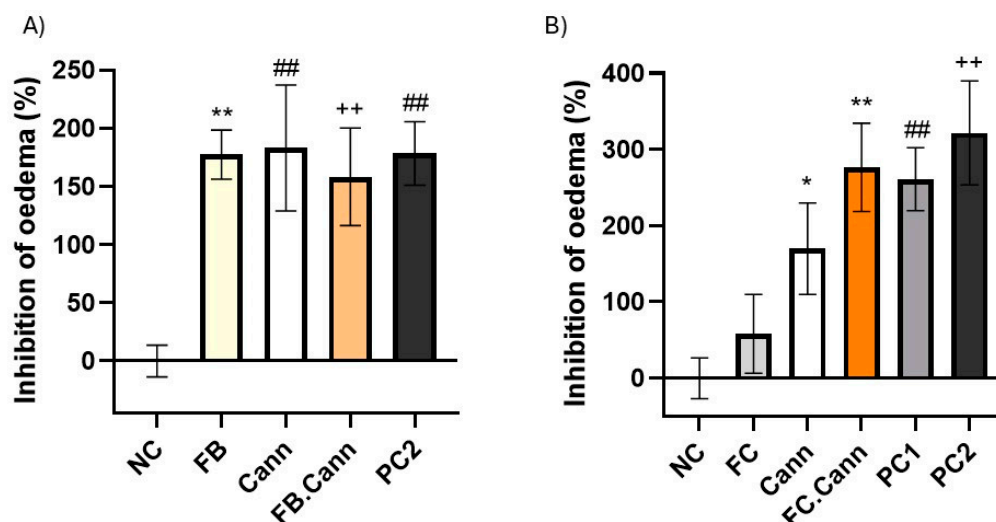 A)
Inhibition of oedema (%)
250
200
150
100
50
0
**
##
++
##
NC
FB
Cann
FB.Cann
PC2
B)
Inhibition of oedema (%)
400
300
200
100
0
*
**
##
++
NC
FC
Cann
FC.Cann
PC1
PC2